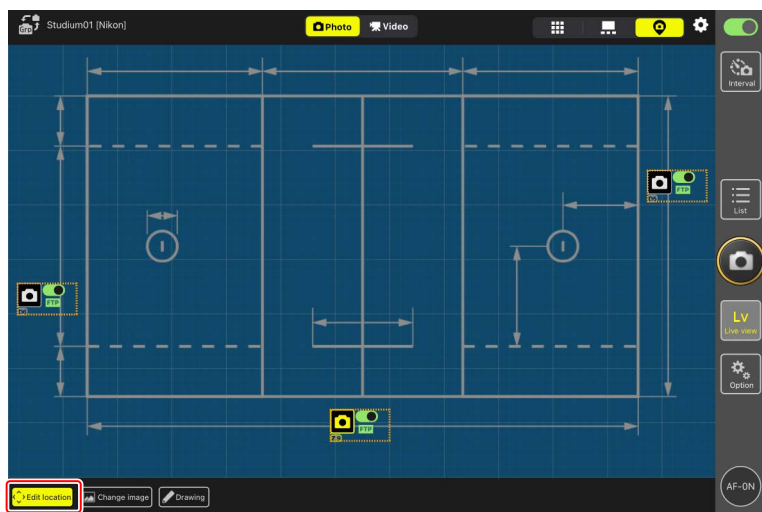 Grp
Studium01 [Nikon]
Photo
Video
Interval
FTP
List
FTP
Lv
Live view
Option
FTP
Edit location
Change image
Drawing
AF-ON